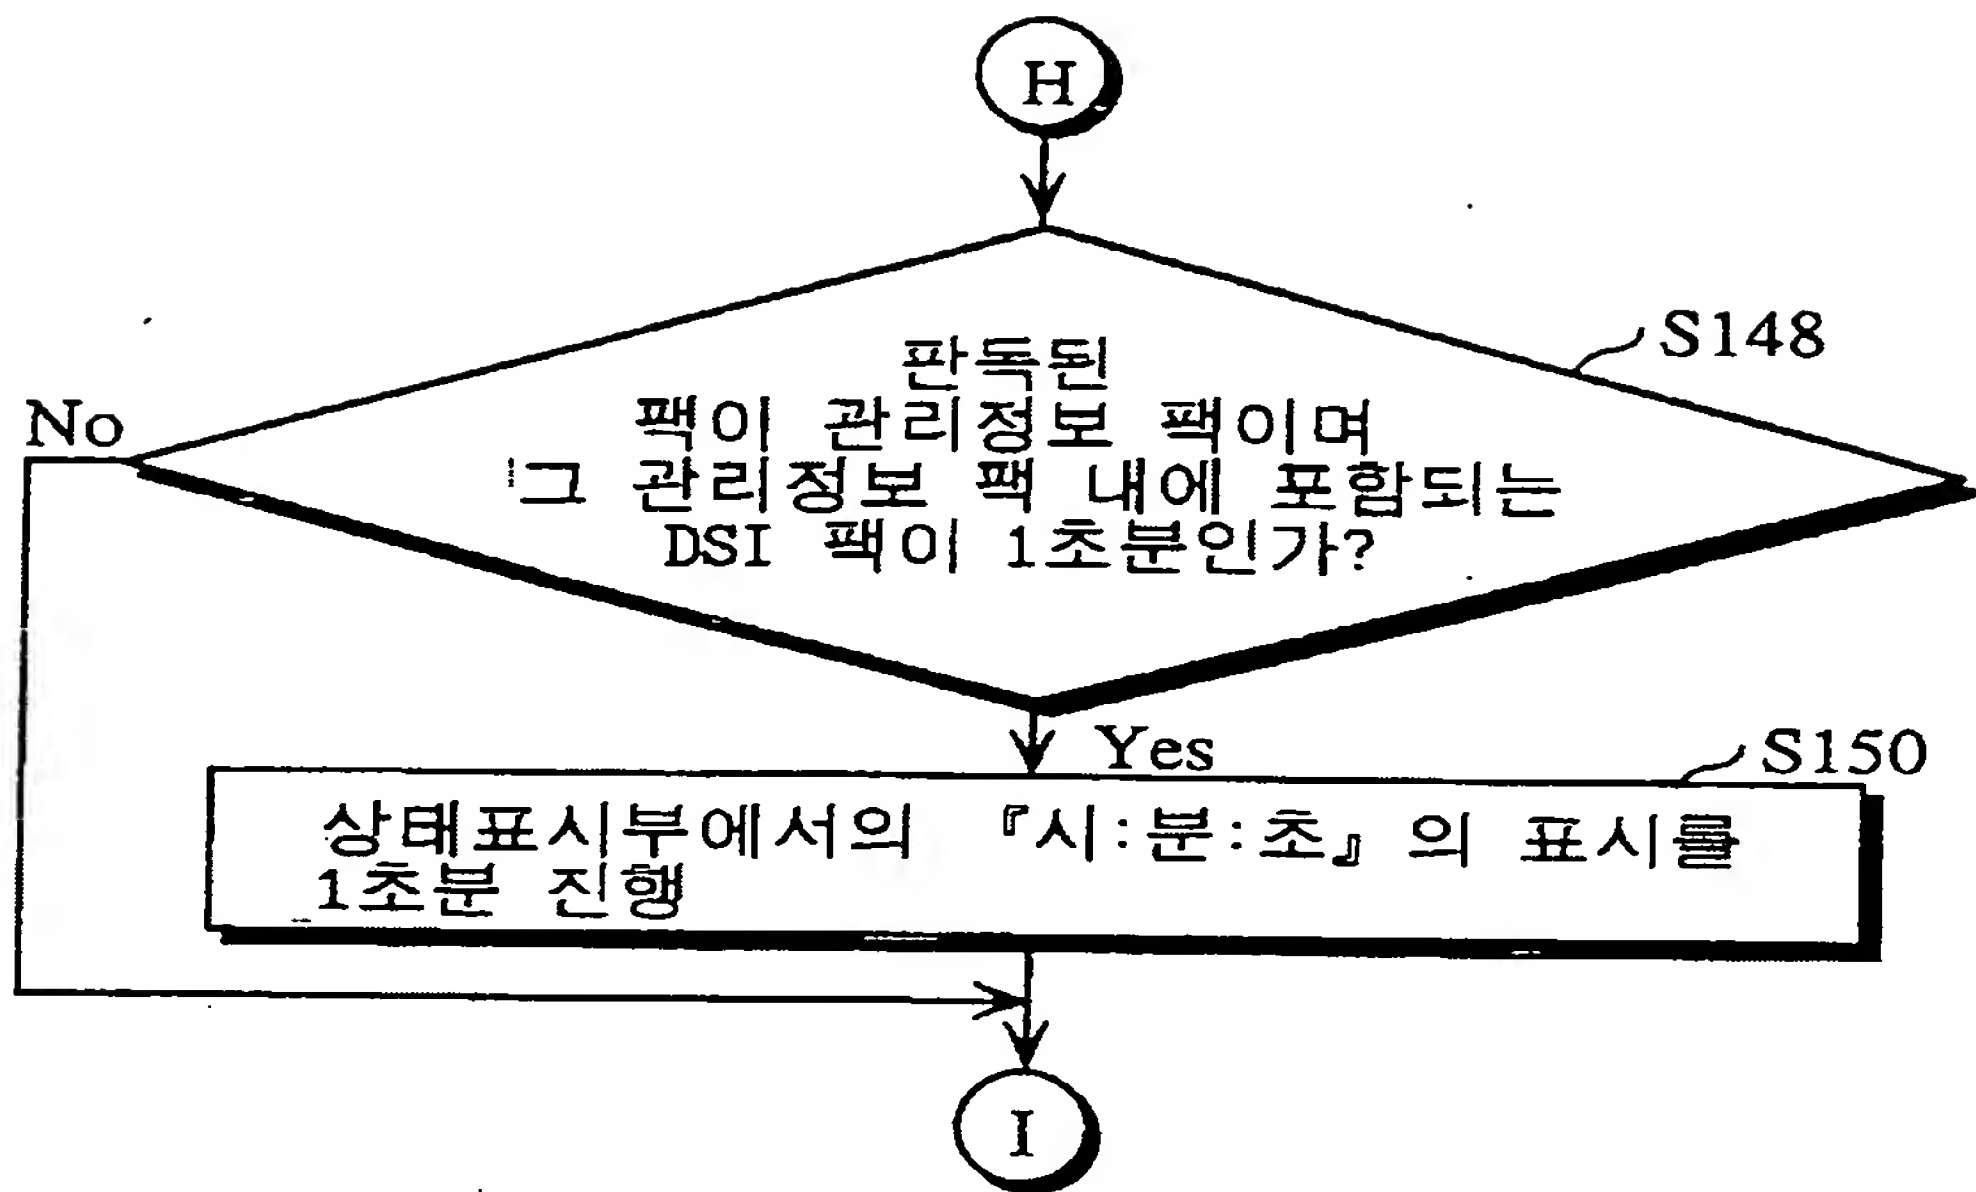 H
S148
판독된
No
팩이 관리정보 팩이며
그 관리정보 팩 내에 포함되는
DSI 팩이 1초분인가?
Yes
S150
상태표시부에서의 『시:분:초』의 표시를
1초분 진행
I